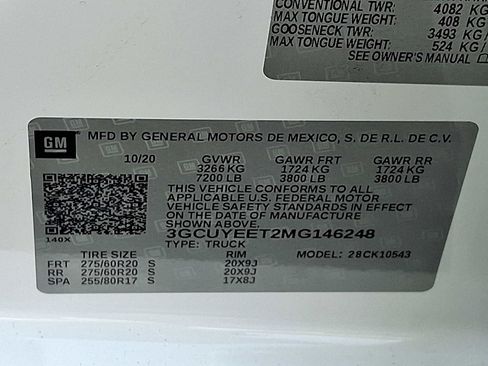 CONVENTIONAL TWR: 4082 KG
MAX TONGUE WEIGHT: 408 KG
GOOSENECK TWR: 3493 KG/
MAX TONGUE WEIGHT: 524 KG/
SEE OWNER'S MANUAL
GM
MFD BY GENERAL MOTORS DE MEXICO, S. DE R.L. DE C.V.
10/20 GVWR GAWR FRT GAWR RR
3266 KG 1724 KG 1724 KG
7200 LB 3800 LB 3800 LB
THIS VEHICLE CONFORMS TO ALL
APPLICABLE U.S. FEDERAL MOTOR
VEHICLE SAFETY STANDARDS IN EFFECT
ON THE DATE OF MANUFACTURE
SHOWN ABOVE.
3GCUYEET2MG146248
140X TYPE: TRUCK
TIRE SIZE RIM MODEL: 28CK10543
FRT 275/60R20 S 20X9J
RR 275/60R20 S 20X9J
SPA 255/80R17 S 17X8J